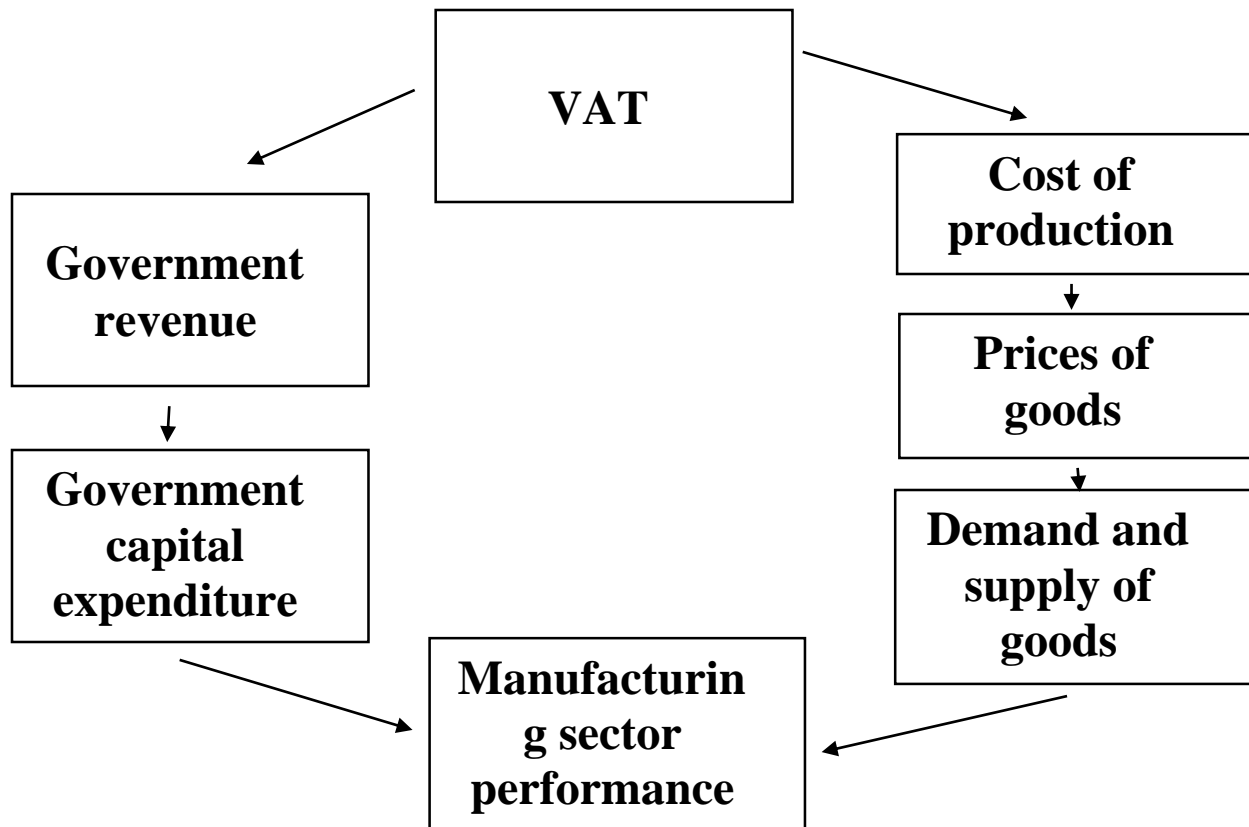 VAT
Government
revenue
Government
capital
expenditure
Cost of
production
Prices of
goods
Demand and
supply of
goods
Manufacturin
g sector
performance